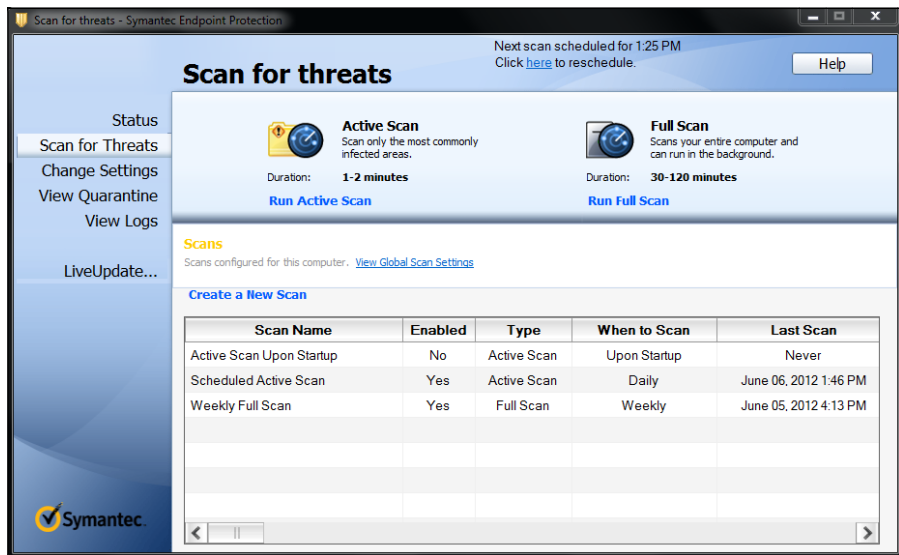 Scan for threats - Symantec Endpoint Protection
Scan for threats
Next scan scheduled for 1:25 PM
Click here to reschedule.
Help
Status
Scan for Threats
Change Settings
View Quarantine
View Logs
LiveUpdate...
Active Scan
Scan only the most commonly
infected areas.
Duration: 1-2 minutes
Run Active Scan
Full Scan
Scans your entire computer and
can run in the background.
Duration: 30-120 minutes
Run Full Scan
Scans
Scans configured for this computer. View Global Scan Settings
Create a New Scan
Scan Name Enabled Type When to Scan Last Scan
Active Scan Upon Startup No Active Scan Upon Startup Never
Scheduled Active Scan Yes Active Scan Daily June 06, 2012 1:46 PM
Weekly Full Scan Yes Full Scan Weekly June 05, 2012 4:13 PM
Symantec.